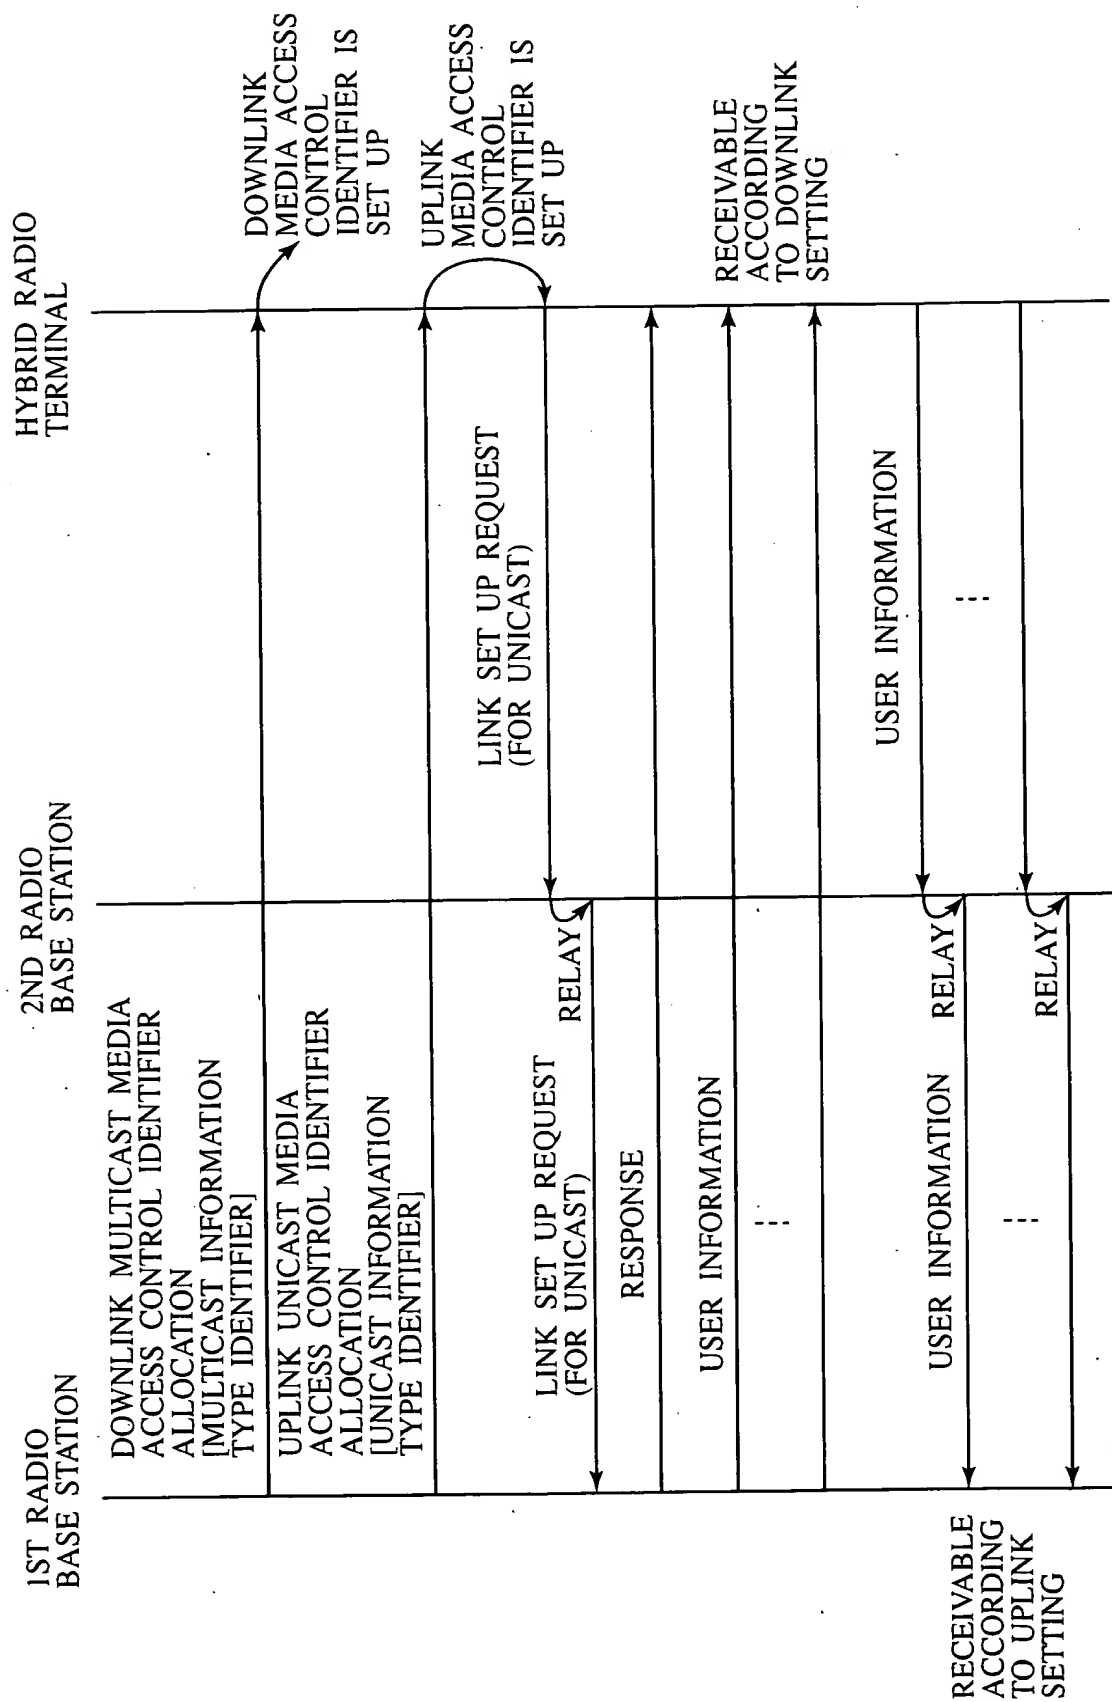 1ST RADIO
BASE STATION
2ND RADIO
BASE STATION
HYBRID RADIO
TERMINAL
DOWNLINK MULTICAST MEDIA
ACCESS CONTROL IDENTIFIER
ALLOCATION
[MULTICAST INFORMATION
TYPE IDENTIFIER]
DOWNLINK
MEDIA ACCESS
CONTROL
IDENTIFIER IS
SET UP
UPLINK UNICAST MEDIA
ACCESS CONTROL IDENTIFIER
ALLOCATION
[UNICAST INFORMATION
TYPE IDENTIFIER]
UPLINK
MEDIA ACCESS
CONTROL
IDENTIFIER IS
SET UP
LINK SET UP REQUEST
(FOR UNICAST)
RELAY
LINK SET UP REQUEST
(FOR UNICAST)
RESPONSE
USER INFORMATION
---
RECEIVABLE
ACCORDING
TO DOWNLINK
SETTING
USER INFORMATION
---
RELAY
USER INFORMATION
---
RELAY
RECEIVABLE
ACCORDING
TO UPLINK
SETTING